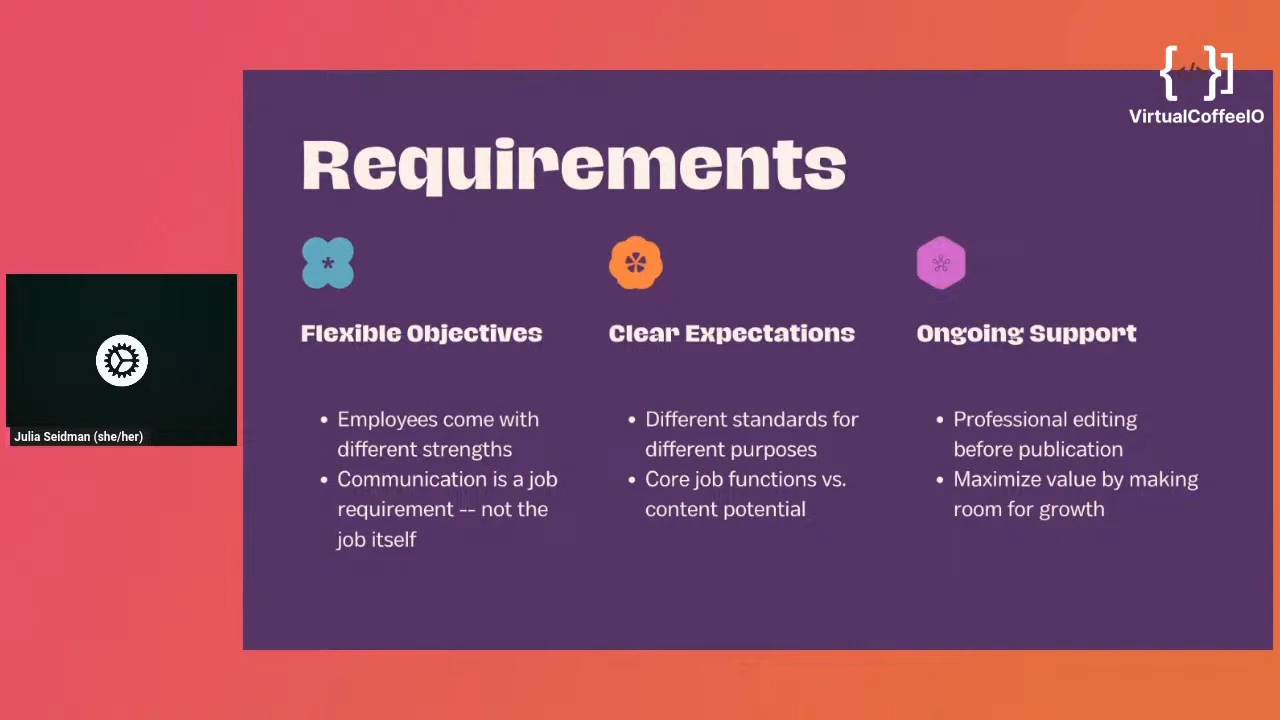 {</>}]
VirtualCoffeeIO
Requirements
Flexible Objectives
• Employees come with
different strengths
• Communication is a job
requirement -- not the
job itself
Clear Expectations
• Different standards for
different purposes
• Core job functions vs.
content potential
Ongoing Support
• Professional editing
before publication
• Maximize value by making
room for growth
Julia Seidman (she/her)